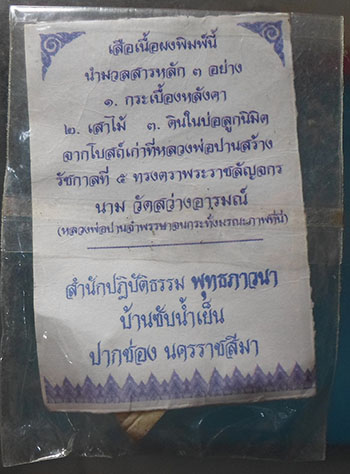 เสือเนื้อผงพิมพ์นี้
นำมวลสารหลัก ๓ อย่าง
๑. กระเบื้องหลังคา
๒. เสาไม้ ๓. ดินในบ่อลูกนิมิต
จากโบสถ์เก่าที่หลวงพ่อปานสร้าง
รัชกาลที่ ๕ ทรงตราพระราชสัญจกร
นาม วัดสว่างอารมณ์
(หลวงพ่อปานจำพรรษาจนกระทั่งมรณะภาพที่นี่)
สำนักปฏิบัติธรรม พุทธภาวนา
บ้านซับน้ำเย็น
ปากช่อง นครราชสีมา